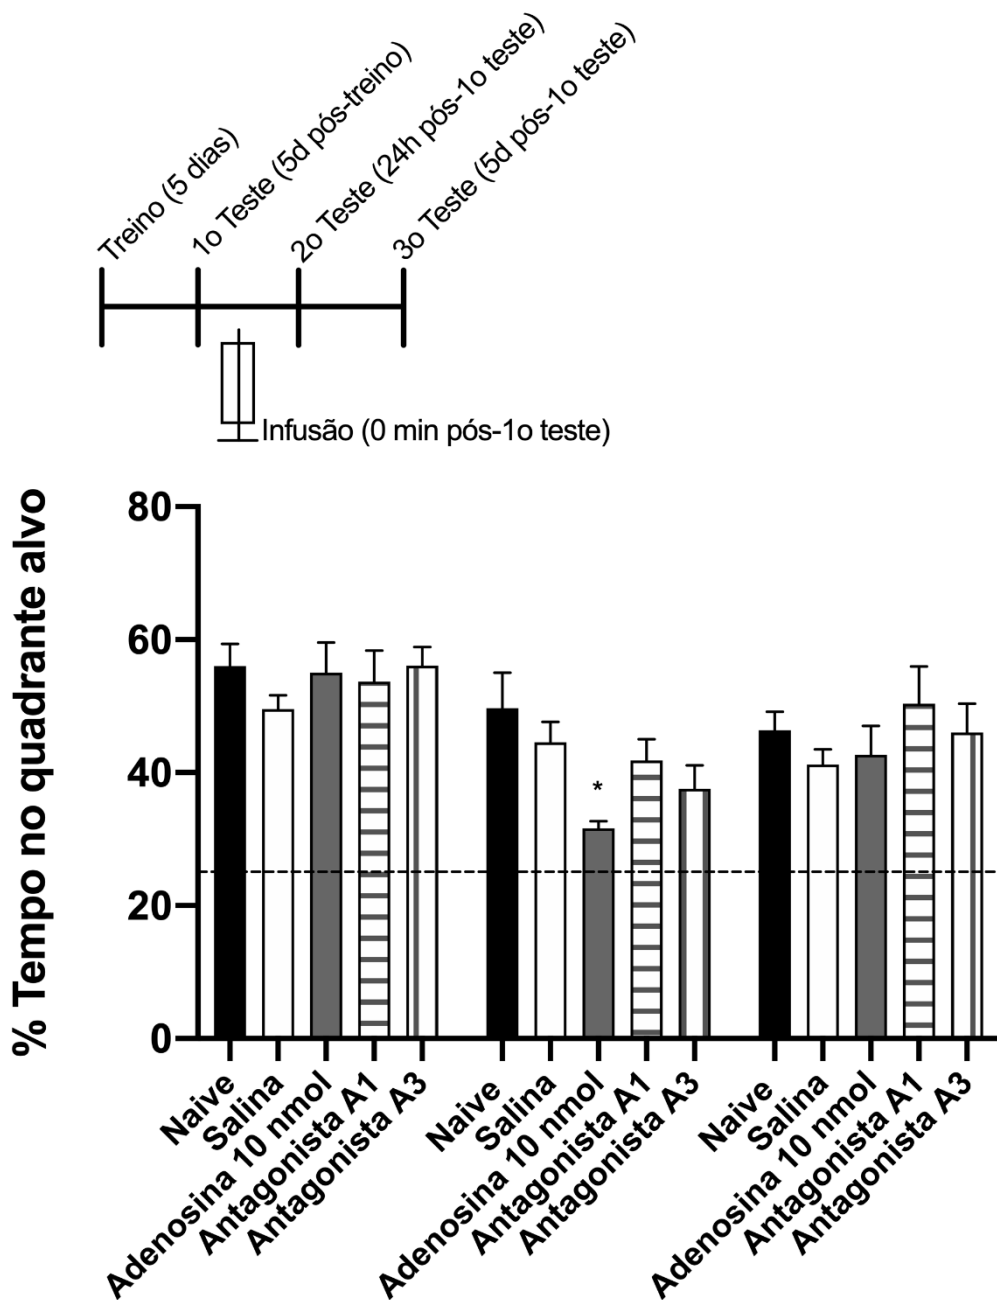 Treino (5 dias)
1o Teste (5d pós-treino)
2o Teste (24h pós-1o teste)
3o Teste (5d pós-1o teste)
Infusão (0 min pós-1o teste)
% Tempo no quadrante alvo
80
60
40
20
0
*
Naive
Salina
Adenosina 10 nmol
Antagonista A1
Antagonista A3
Naive
Salina
Adenosina 10 nmol
Antagonista A1
Antagonista A3
Naive
Salina
Adenosina 10 nmol
Antagonista A1
Antagonista A3